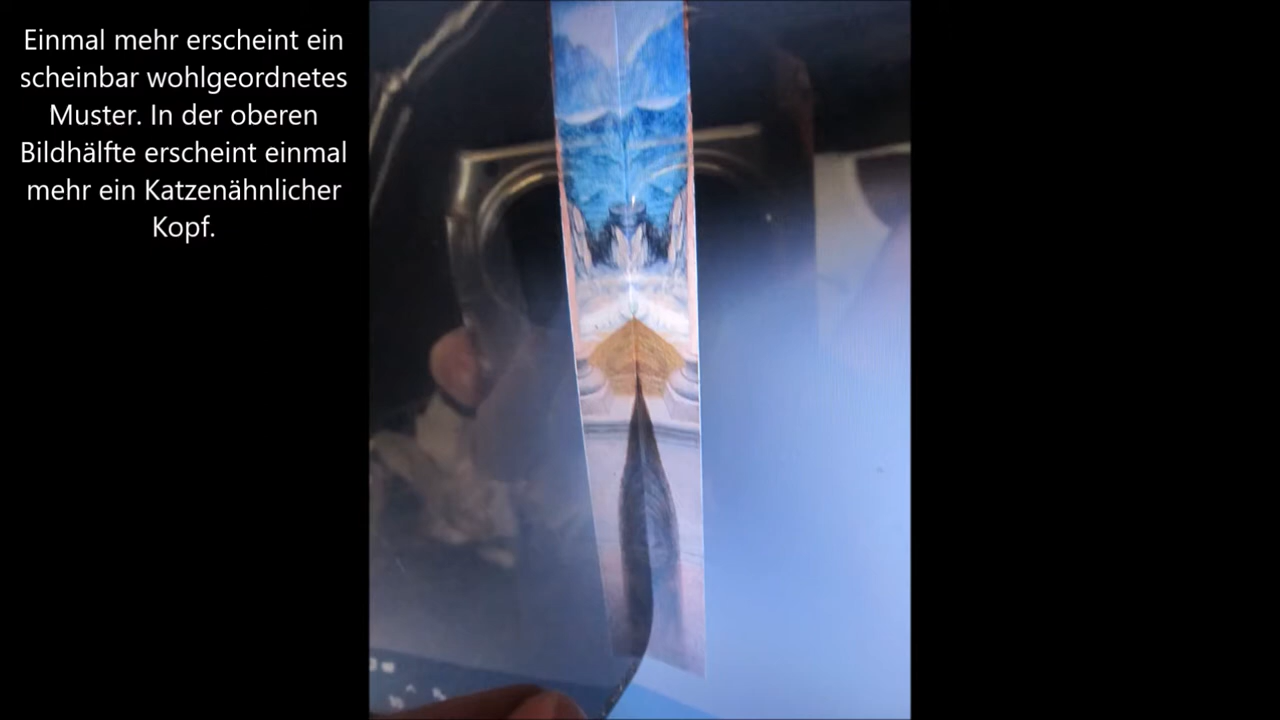 Einmal mehr erscheint ein
scheinbar wohlgeordnetes
Muster. In der oberen
Bildhälfte erscheint einmal
mehr ein Katzenähnlicher
Kopf.